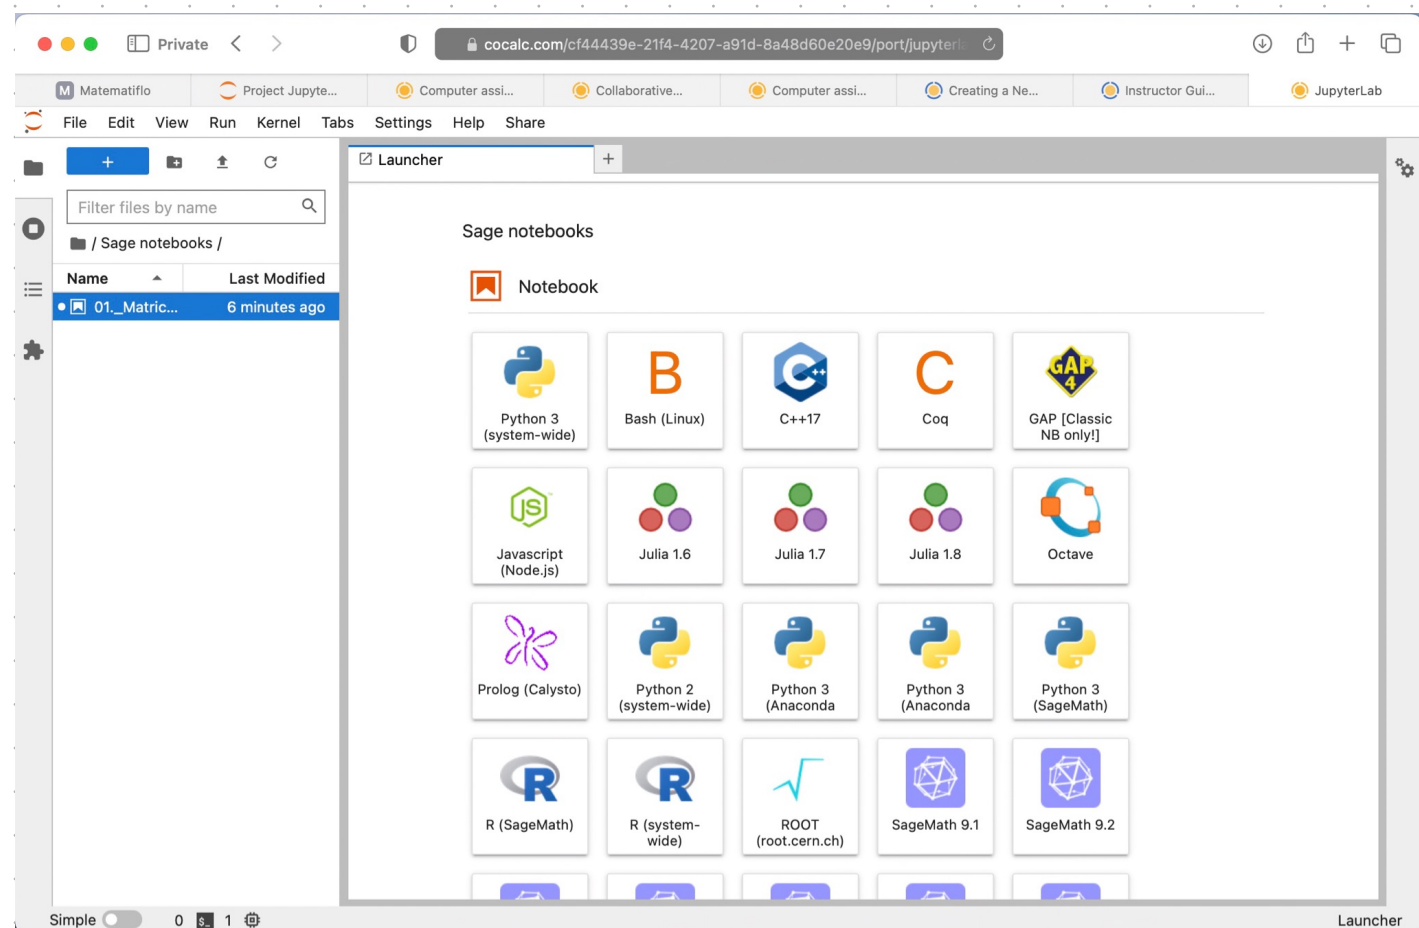 Private
cocalc.com/cf44439e-21f4-4207-a91d-8a48d60e20e9/port/jupyterl
M Matematiflo
Project Jupyte...
Computer assi...
Collaborative...
Computer assi...
Creating a Ne...
Instructor Gui...
JupyterLab
File Edit View Run Kernel Tabs Settings Help Share
Launcher
Filter files by name
/ Sage notebooks /
Name Last Modified
01._Matric... 6 minutes ago
Sage notebooks
Notebook
Python 3
(system-wide)
B
Bash (Linux)
C++
C++17
C
Coq
GAP
4
GAP [Classic
NB only!]
JS
Javascript
(Node.js)
Julia 1.6
Julia 1.7
Julia 1.8
Octave
Prolog (Calysto)
Python 2
(system-wide)
Python 3
(Anaconda
Python 3
(Anaconda
Python 3
(SageMath)
R
R (SageMath)
R
R (system-
wide)
ROOT
(root.cern.ch)
SageMath 9.1
SageMath 9.2
Simple 0 $_ 1
Launcher